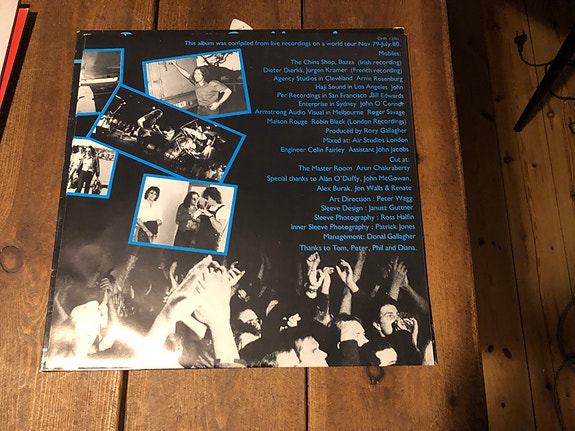 This album was compiled from live recordings on a world tour Nov 79-July 80.
Mobiles:
The China Shop, Bazza (Irish recording)
Dieter Dierks, Jurgen Kramer (French recording)
Agency Studios in Cleveland Arne Rosenburg
Haji Sound in Los Angeles John
Per Recordings in San Francisco Jill Edwards
Enterprise in Sydney John O'Connor
Armstrong Audio Visual in Melbourne Roger Savage
Maison Rouge Robin Black (London Recordings)
Produced by Rory Gallagher
Mixed at: Air Studios London
Engineer Colin Fairley Assistant John Jacobs
Cut at:
The Master Room Arun Chakraberty
Special thanks to Alan O'Duffy, John McGowan,
Alex Burak, Jon Walls & Renate
Art Direction : Peter Wagg
Sleeve Design : Janusz Guttner
Sleeve Photography : Ross Halfin
Inner Sleeve Photography : Patrick Jones
Management: Donal Gallagher
Thanks to Tom, Peter, Phil and Diana.